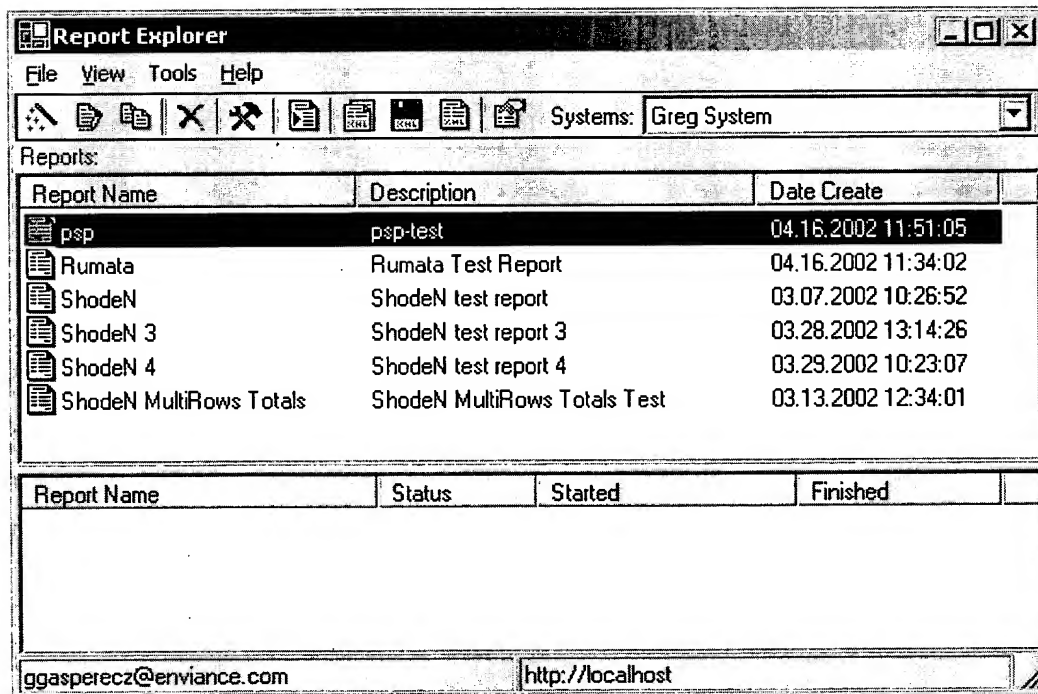 Report Explorer
File View Tools Help
Systems: Greg System
Reports:
Report Name Description Date Create
psp psp-test 04.16.2002 11:51:05
Rumata Rumata Test Report 04.16.2002 11:34:02
ShodeN ShodeN test report 03.07.2002 10:26:52
ShodeN 3 ShodeN test report 3 03.28.2002 13:14:26
ShodeN 4 ShodeN test report 4 03.29.2002 10:23:07
ShodeN MultiRows Totals ShodeN MultiRows Totals Test 03.13.2002 12:34:01
Report Name Status Started Finished
ggasperecz@enviance.com http://localhost